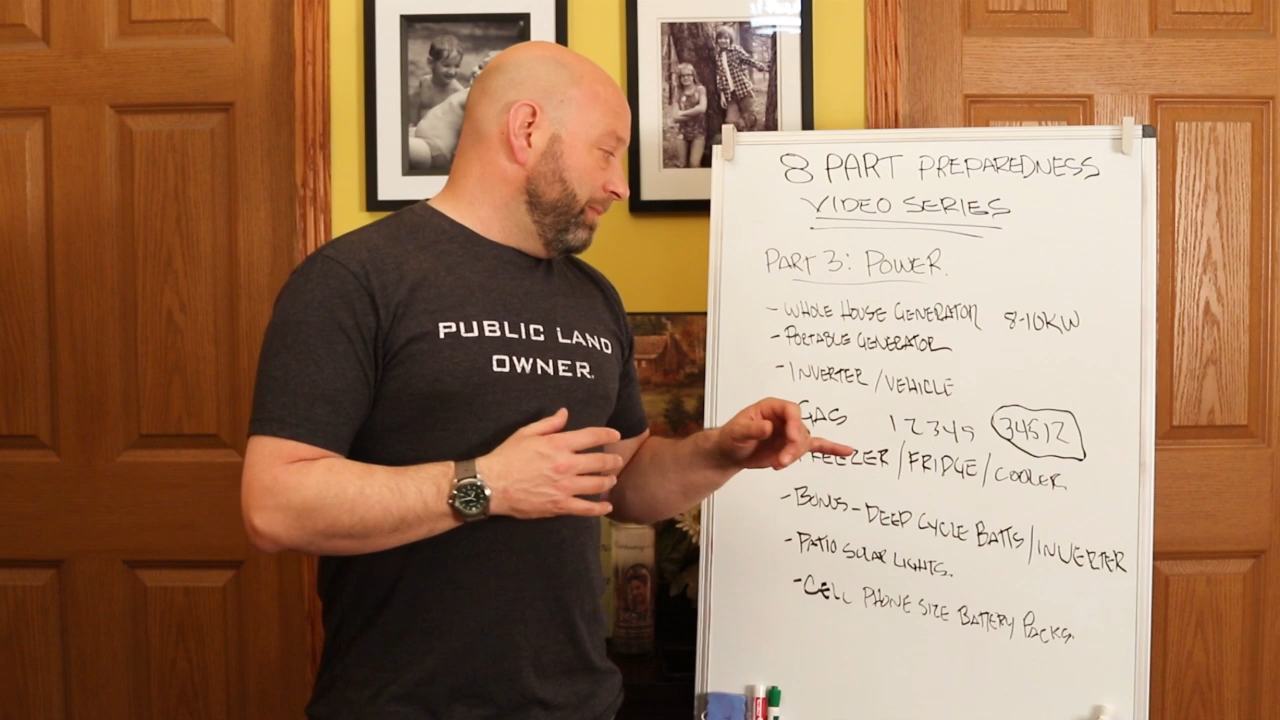 PUBLIC LAND
OWNER.
8 PART PREPAREDNESS
VIDEO SERIES
PART 3: POWER.
- WHOLE HOUSE GENERATOR 8-10KW
- PORTABLE GENERATOR
- INVERTER / VEHICLE
GAS 12345 34512
FREEZER / FRIDGE / COOLER
- BONUS - DEEP CYCLE BATTS / INVERTER
- PATIO SOLAR LIGHTS.
- CELL PHONE SIZE BATTERY PACKS.